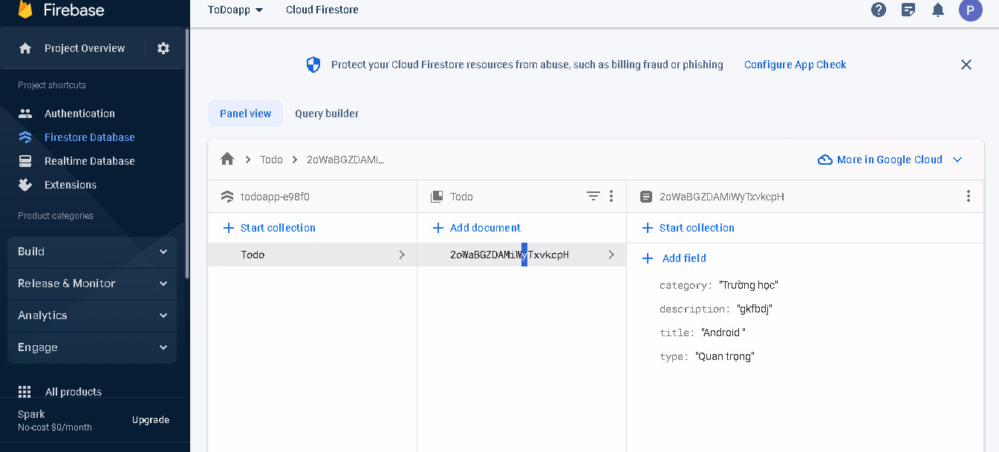 Firebase
ToDoapp
Cloud Firestore
P
Project Overview
Protect your Cloud Firestore resources from abuse, such as billing fraud or phishing
Configure App Check
Project shortcuts
Authentication
Firestore Database
Realtime Database
Extensions
Product categories
Build
Release & Monitor
Analytics
Engage
All products
Spark
No-cost $0/month
Upgrade
Panel view
Query builder
Todo
2oWaBGZDAMi...
More in Google Cloud
todoapp-e98f0
Start collection
Todo
Todo
Add document
2oWaBGZDAMiWyTxvkcpH
2oWaBGZDAMiWyTxvkcpH
Start collection
Add field
category: "Trường học"
description: "gkfbdj"
title: "Android "
type: "Quan trọng"